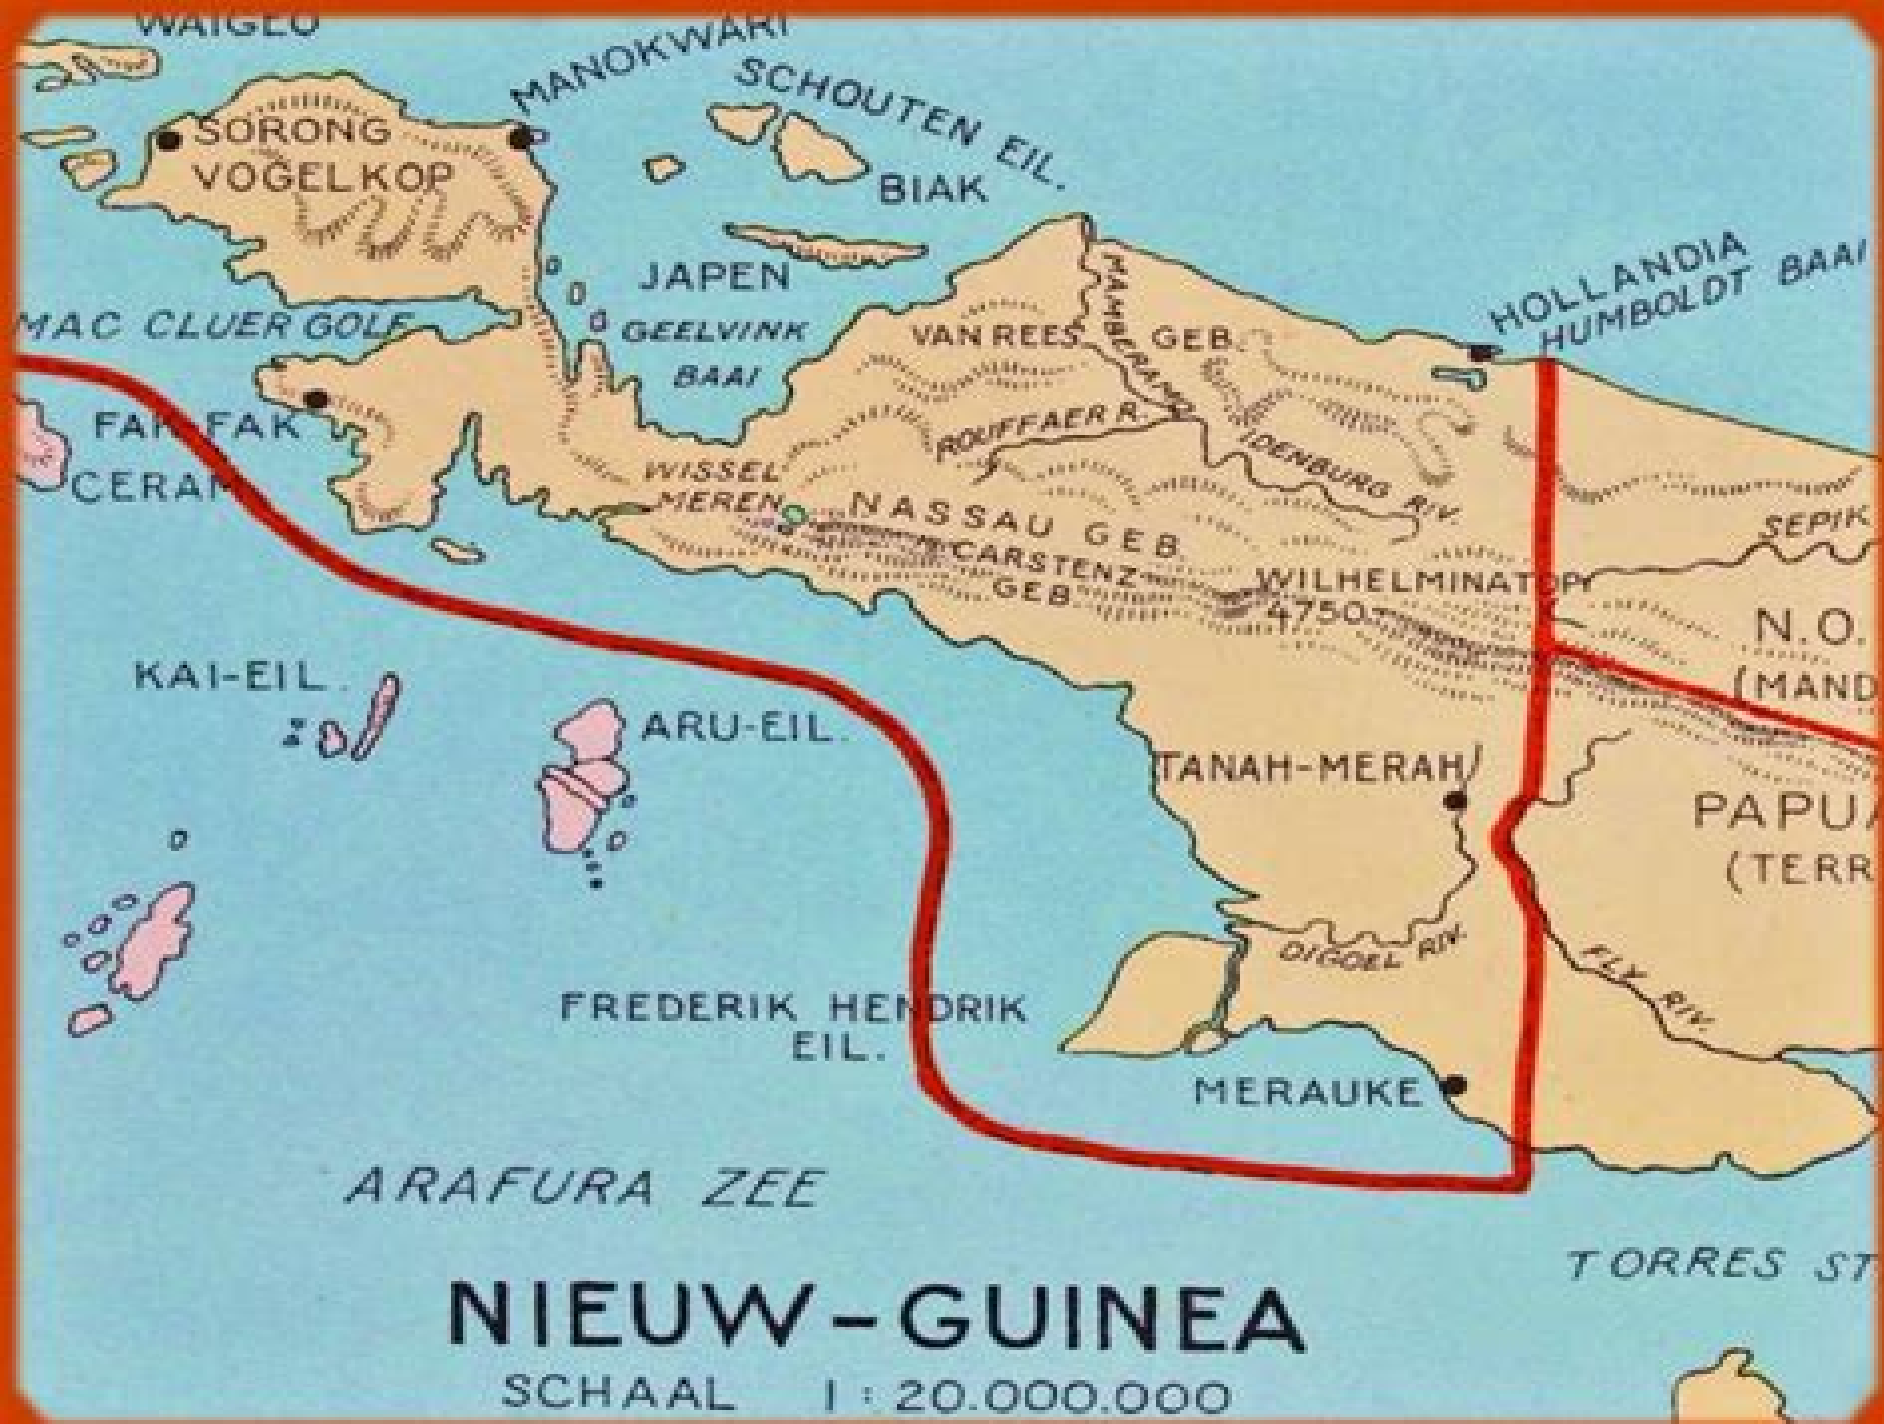 WAIGEO
MANOKWARI
SCHOUTEN EIL.
SORONG
VOGELKOP
BIAK
JAPEN
HOLLANDIA
HUMBOLDT BAAI
MAC CLUER GOLF
GEELVINK
BAAI
VAN REES GEB.
MAMBERAMO
FAK FAK
CERAM
ROUFFAER R.
IDENBURG RIV.
WISSEL
MEREN
NASSAU GEB.
CARSTENZ
GEB
WILHELMINATOP
4750
SEPIK
N.O.
(MAND
KAI-EIL.
ARU-EIL.
TANAH-MERAH
PAPUA
(TERR
DIGOEL RIV.
FLY RIV.
FREDERIK HENDRIK
EIL.
MERAUKE
ARAFURA ZEE
TORRES ST
NIEUW-GUINEA
SCHAAL 1 : 20.000.000